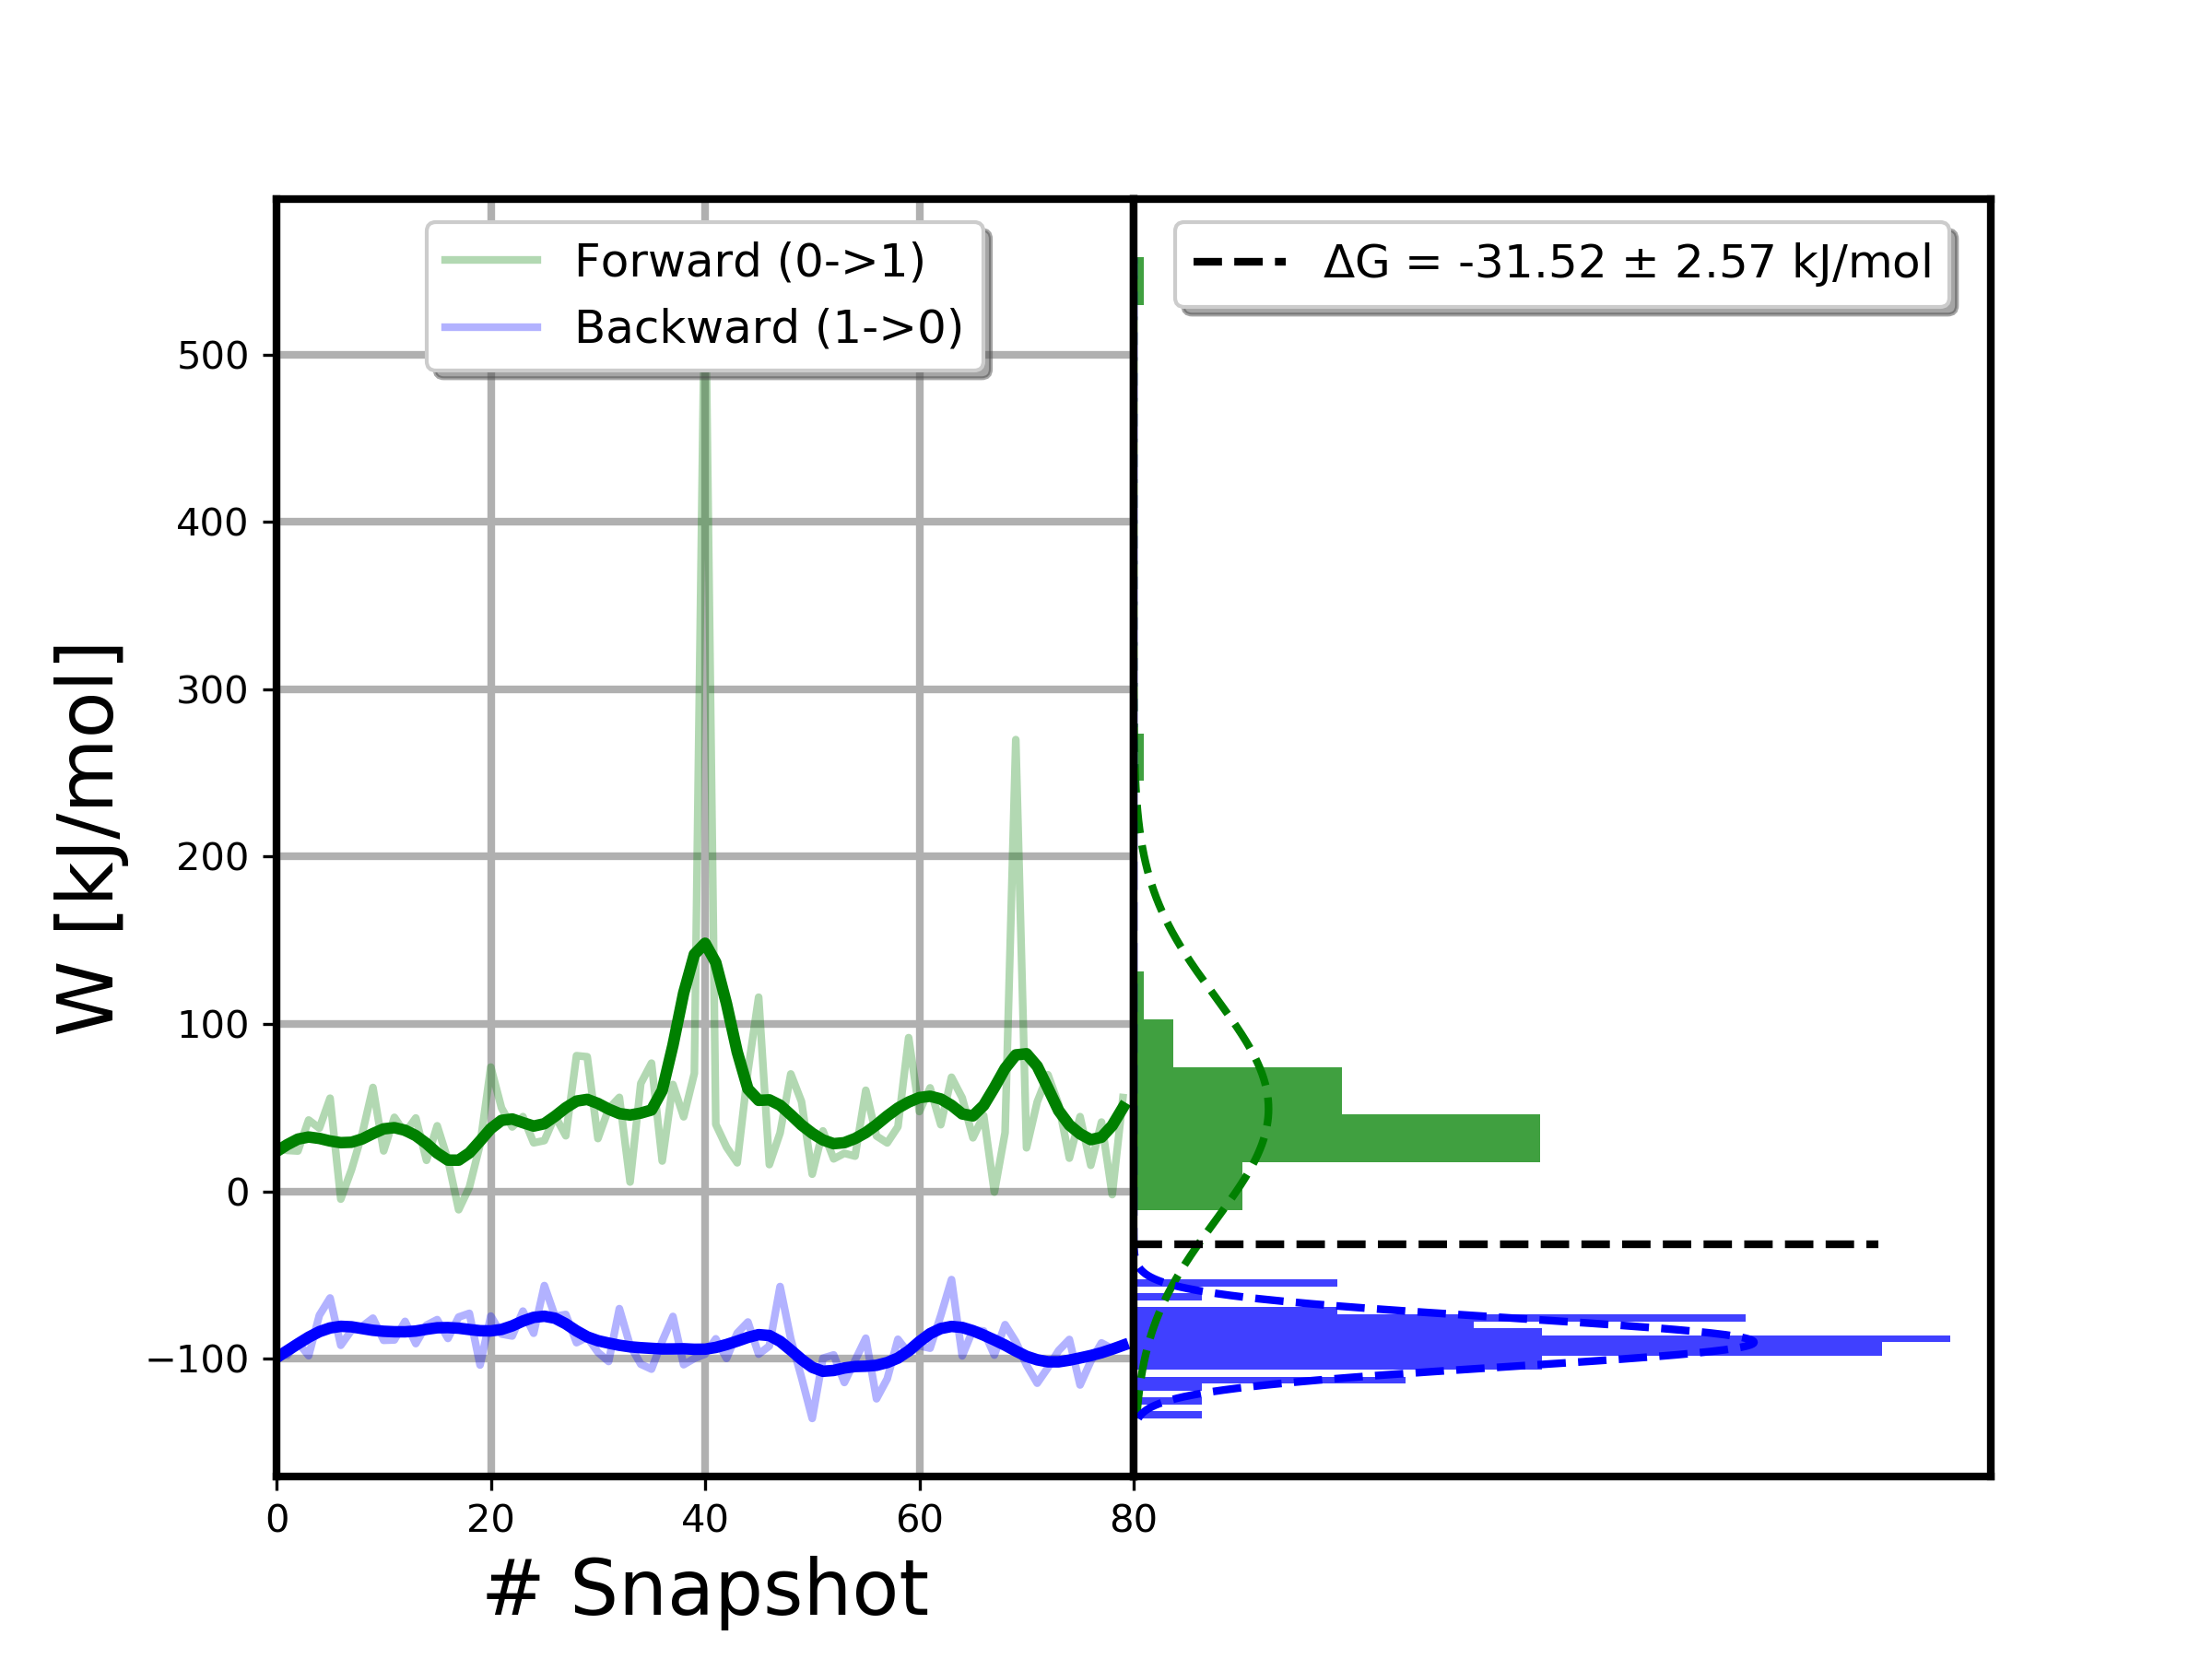 Forward (0->1)
Backward (1->0)
ΔG = -31.52 ± 2.57 kJ/mol
W [kJ/mol]
500
400
300
200
100
0
−100
0 20 40 60 80
# Snapshot